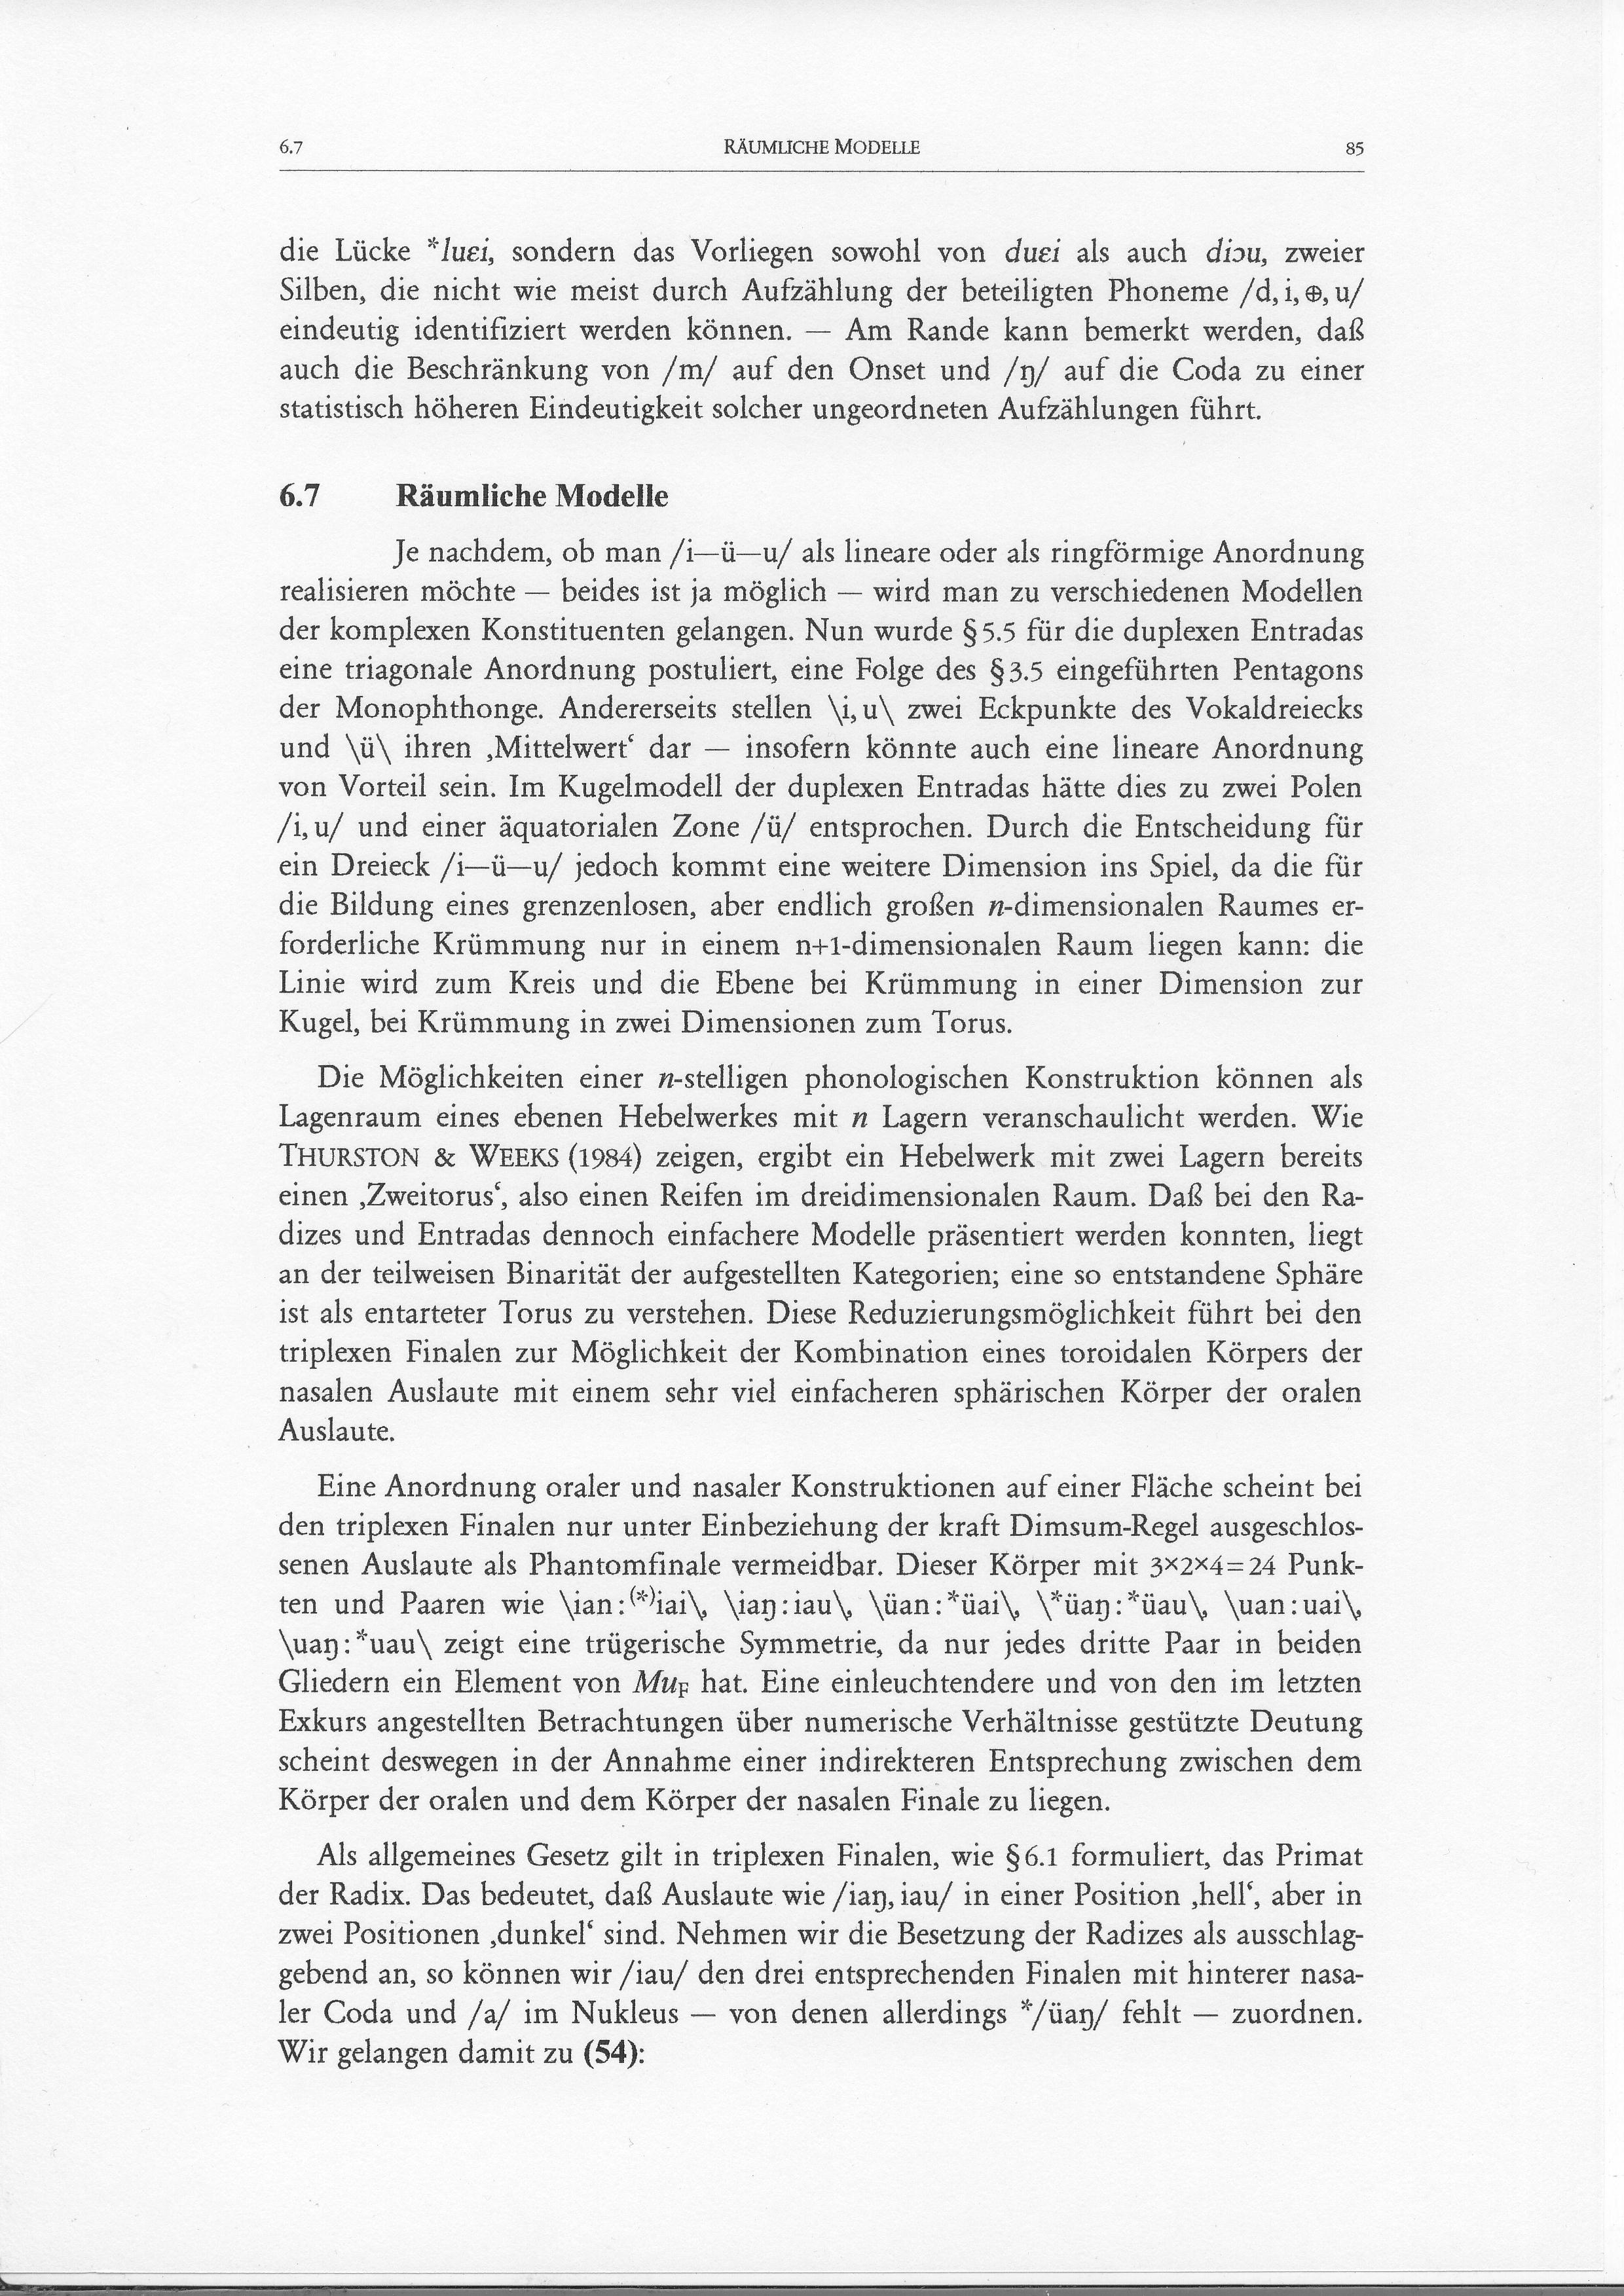 6.7 RÄUMLICHE MODELLE 85
die Lücke *luɛi, sondern das Vorliegen sowohl von duɛi als auch diɔu, zweier
Silben, die nicht wie meist durch Aufzählung der beteiligten Phoneme /d, i, ⊕, u/
eindeutig identifiziert werden können. — Am Rande kann bemerkt werden, daß
auch die Beschränkung von /m/ auf den Onset und /ŋ/ auf die Coda zu einer
statistisch höheren Eindeutigkeit solcher ungeordneten Aufzählungen führt.
6.7 Räumliche Modelle
Je nachdem, ob man /i—ü—u/ als lineare oder als ringförmige Anordnung
realisieren möchte — beides ist ja möglich — wird man zu verschiedenen Modellen
der komplexen Konstituenten gelangen. Nun wurde §5.5 für die duplexen Entradas
eine triagonale Anordnung postuliert, eine Folge des §3.5 eingeführten Pentagons
der Monophthonge. Andererseits stellen \i, u\ zwei Eckpunkte des Vokaldreiecks
und \ü\ ihren ‚Mittelwert‘ dar — insofern könnte auch eine lineare Anordnung
von Vorteil sein. Im Kugelmodell der duplexen Entradas hätte dies zu zwei Polen
/i, u/ und einer äquatorialen Zone /ü/ entsprochen. Durch die Entscheidung für
ein Dreieck /i—ü—u/ jedoch kommt eine weitere Dimension ins Spiel, da die für
die Bildung eines grenzenlosen, aber endlich großen n-dimensionalen Raumes er-
forderliche Krümmung nur in einem n+1-dimensionalen Raum liegen kann: die
Linie wird zum Kreis und die Ebene bei Krümmung in einer Dimension zur
Kugel, bei Krümmung in zwei Dimensionen zum Torus.
Die Möglichkeiten einer n-stelligen phonologischen Konstruktion können als
Lagenraum eines ebenen Hebelwerkes mit n Lagern veranschaulicht werden. Wie
THURSTON & WEEKS (1984) zeigen, ergibt ein Hebelwerk mit zwei Lagern bereits
einen ‚Zweitorus‘, also einen Reifen im dreidimensionalen Raum. Daß bei den Ra-
dizes und Entradas dennoch einfachere Modelle präsentiert werden konnten, liegt
an der teilweisen Binarität der aufgestellten Kategorien; eine so entstandene Sphäre
ist als entarteter Torus zu verstehen. Diese Reduzierungsmöglichkeit führt bei den
triplexen Finalen zur Möglichkeit der Kombination eines toroidalen Körpers der
nasalen Auslaute mit einem sehr viel einfacheren sphärischen Körper der oralen
Auslaute.
Eine Anordnung oraler und nasaler Konstruktionen auf einer Fläche scheint bei
den triplexen Finalen nur unter Einbeziehung der kraft Dimsum-Regel ausgeschlos-
senen Auslaute als Phantomfinale vermeidbar. Dieser Körper mit 3×2×4=24 Punk-
ten und Paaren wie \ian:(*)iai\, \iaŋ:iau\, \üan:*üai\, \*üaŋ:*üau\, \uan:uai\,
\uaŋ:*uau\ zeigt eine trügerische Symmetrie, da nur jedes dritte Paar in beiden
Gliedern ein Element von MuF hat. Eine einleuchtendere und von den im letzten
Exkurs angestellten Betrachtungen über numerische Verhältnisse gestützte Deutung
scheint deswegen in der Annahme einer indirekteren Entsprechung zwischen dem
Körper der oralen und dem Körper der nasalen Finale zu liegen.
Als allgemeines Gesetz gilt in triplexen Finalen, wie §6.1 formuliert, das Primat
der Radix. Das bedeutet, daß Auslaute wie /iaŋ, iau/ in einer Position ‚hell‘, aber in
zwei Positionen ‚dunkel‘ sind. Nehmen wir die Besetzung der Radizes als ausschlag-
gebend an, so können wir /iau/ den drei entsprechenden Finalen mit hinterer nasa-
ler Coda und /a/ im Nukleus — von denen allerdings */üaŋ/ fehlt — zuordnen.
Wir gelangen damit zu (54):